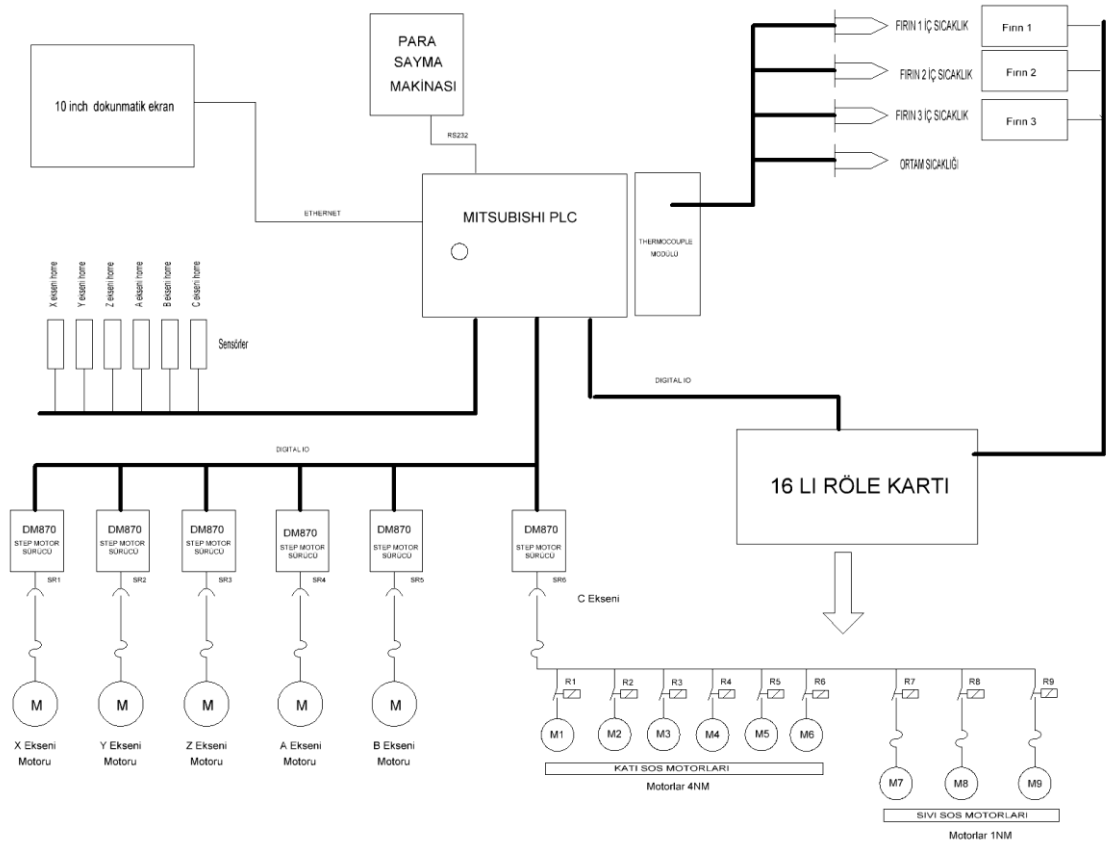 PARA
SAYMA
MAKİNASI
10 inch dokunmatik ekran
RS232
ETHERNET
MITSUBISHI PLC
THERMOCOUPLE
MODÜLÜ
FIRIN 1 İÇ SICAKLIK
Fırın 1
FIRIN 2 İÇ SICAKLIK
Fırın 2
FIRIN 3 İÇ SICAKLIK
Fırın 3
ORTAM SICAKLIĞI
X ekseni home
Y ekseni home
Z ekseni home
A ekseni home
B ekseni home
C ekseni home
Sensörler
DIGITAL IO
DIGITAL IO
16 LI RÖLE KARTI
DM870
STEP MOTOR
SÜRÜCÜ
SR1
DM870
STEP MOTOR
SÜRÜCÜ
SR2
DM870
STEP MOTOR
SÜRÜCÜ
SR3
DM870
STEP MOTOR
SÜRÜCÜ
SR4
DM870
STEP MOTOR
SÜRÜCÜ
SR5
DM870
STEP MOTOR
SÜRÜCÜ
SR6
C Ekseni
M
X Ekseni
Motoru
M
Y Ekseni
Motoru
M
Z Ekseni
Motoru
M
A Ekseni
Motoru
M
B Ekseni
Motoru
R1
R2
R3
R4
R5
R6
R7
R8
R9
M1
M2
M3
M4
M5
M6
KATI SOS MOTORLARI
Motorlar 4NM
M7
M8
M9
SIVI SOS MOTORLARI
Motorlar 1NM